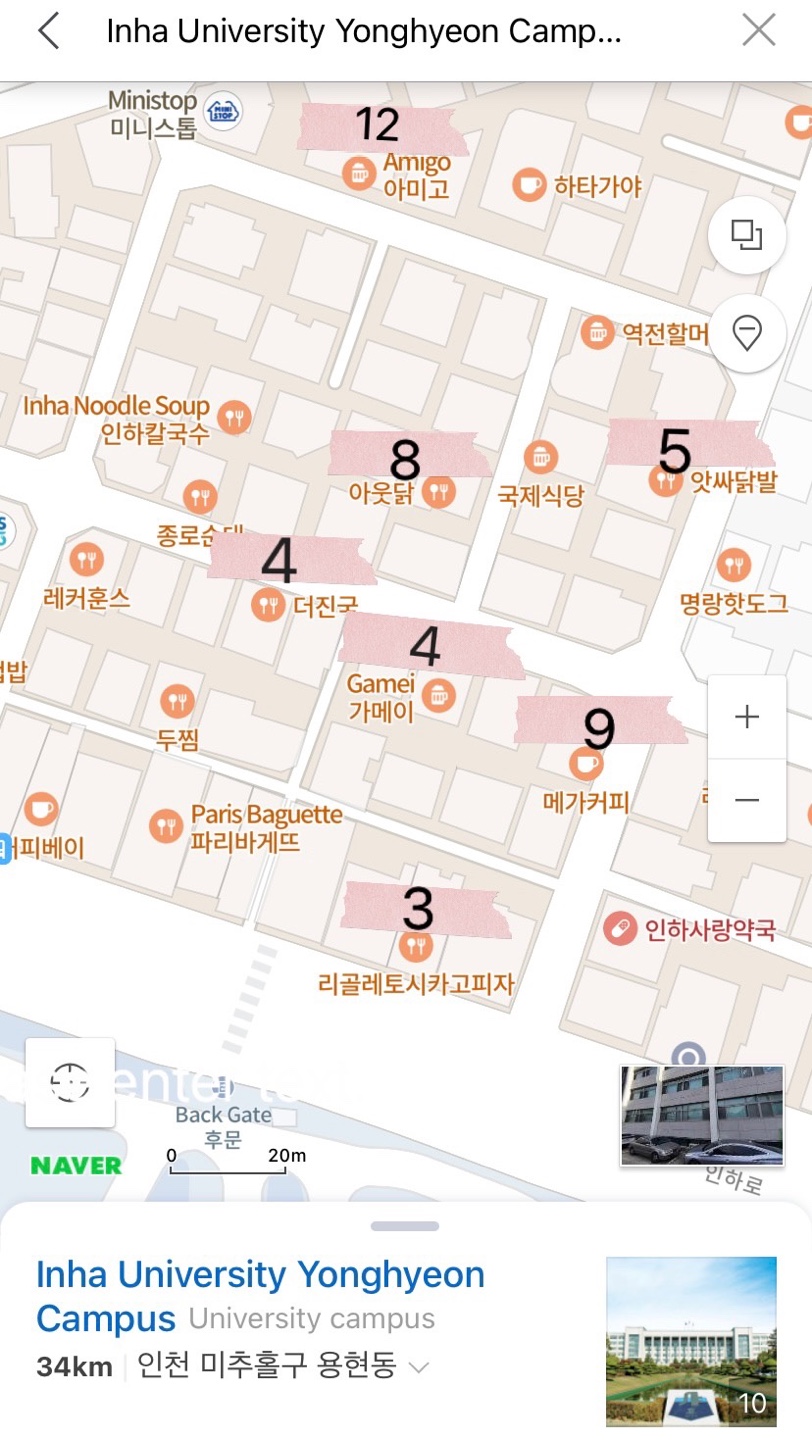 Inha University Yonghyeon Camp...
Ministop
미니스톱
12
Amigo
아미고
하타가야
역전할머
Inha Noodle Soup
인하칼국수
8
아웃닭
국제식당
5
앗싸닭발
종로순대
4
더진국
레커훈스
명랑핫도그
4
Gamei
가메이
9
메가커피
두찜
Paris Baguette
파리바게뜨
커피베이
3
리골레토시카고피자
인하사랑약국
enter text
Back Gate
후문
NAVER
0 20m
인하로
Inha University Yonghyeon
Campus University campus
34km 인천 미추홀구 용현동
10